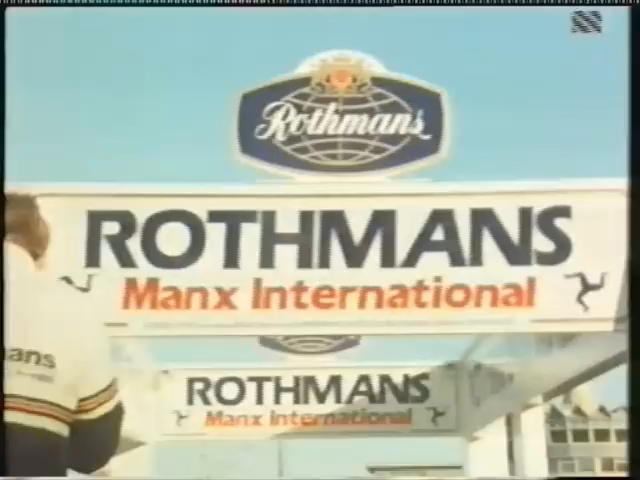 Rothmans
ROTHMANS
Manx International
ans
ROTHMANS
Manx International